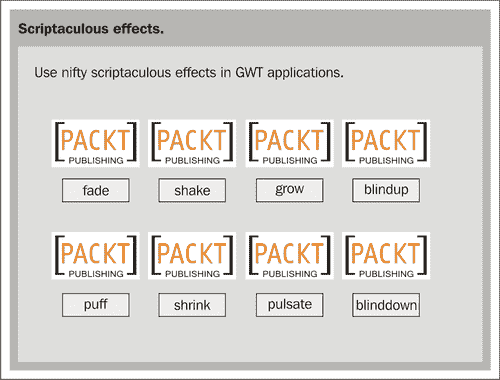 Scriptaculous effects.
Use nifty scriptaculous effects in GWT applications.
[PACKT] [PACKT] [PACKT] [PACKT]
PUBLISHING PUBLISHING PUBLISHING PUBLISHING
fade shake grow blindup
[PACKT] [PACKT] [PACKT] [PACKT]
PUBLISHING PUBLISHING PUBLISHING PUBLISHING
puff shrink pulsate blinddown